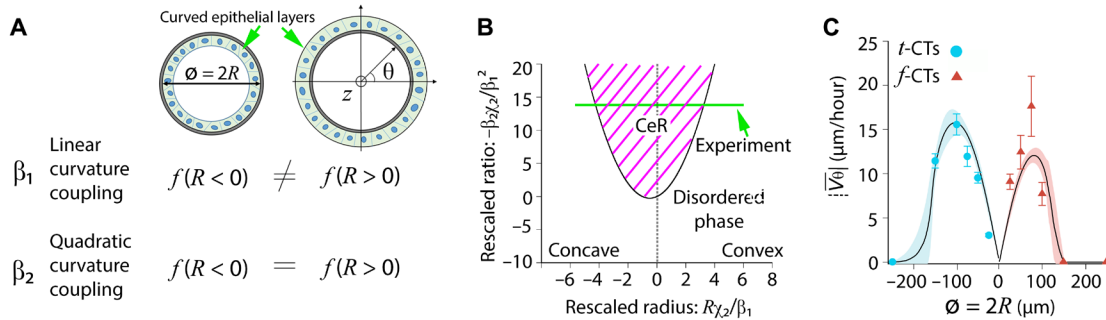 A
Curved epithelial layers
ø = 2R
θ
z
β₁
Linear
curvature
coupling
f(R < 0) ≠ f(R > 0)
β₂
Quadratic
curvature
coupling
f(R < 0) = f(R > 0)
B
Rescaled ratio: -β₂χ₂/β₁²
20
15
10
5
0
−5
−10
CeR
Experiment
Disordered
phase
Concave
Convex
−6 −4 −2 0 2 4 6 8
Rescaled radius: Rχ₂/β₁
C
t-CTs
f-CTs
|V̅θ| (µm/hour)
25
20
15
10
5
0
−200 −100 0 100 200
ø = 2R (µm)